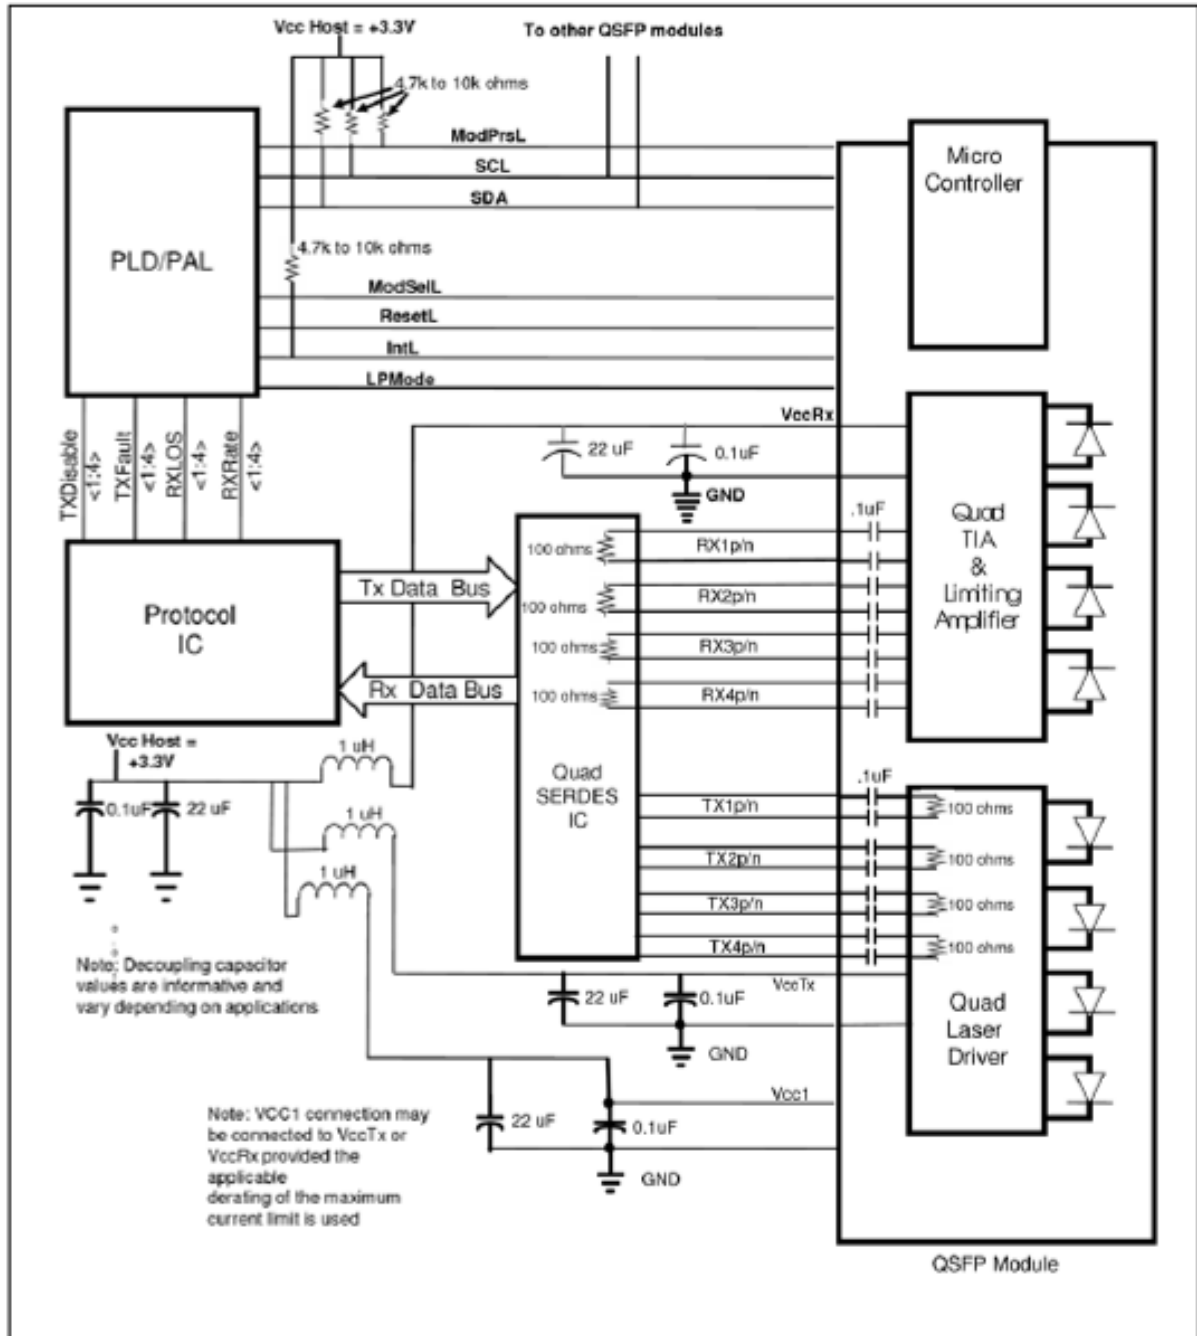 Vcc Host = +3.3V
To other QSFP modules
4.7k to 10k ohms
ModPrsL
SCL
SDA
Micro
Controller
PLD/PAL
4.7k to 10k ohms
ModSelL
ResetL
IntL
LPMode
TXDisable
<1:4>
TXFault
<1:4>
RXLOS
<1:4>
RXRate
<1:4>
VccRx
22 uF
0.1uF
GND
Quad
TIA
&
Limiting
Amplifier
.1uF
100 ohms
RX1p/n
Tx Data Bus
100 ohms
RX2p/n
Protocol
IC
100 ohms
RX3p/n
Rx Data Bus
100 ohms
RX4p/n
Vcc Host =
+3.3V
1 uH
Quad
SERDES
IC
.1uF
0.1uF
22 uF
1 uH
TX1p/n
100 ohms
TX2p/n
100 ohms
1 uH
TX3p/n
100 ohms
TX4p/n
100 ohms
Note: Decoupling capacitor
values are informative and
vary depending on applications
VccTx
22 uF
0.1uF
GND
Quad
Laser
Driver
Vcc1
22 uF
0.1uF
GND
Note: VCC1 connection may
be connected to VccTx or
VccRx provided the
applicable
derating of the maximum
current limit is used
QSFP Module